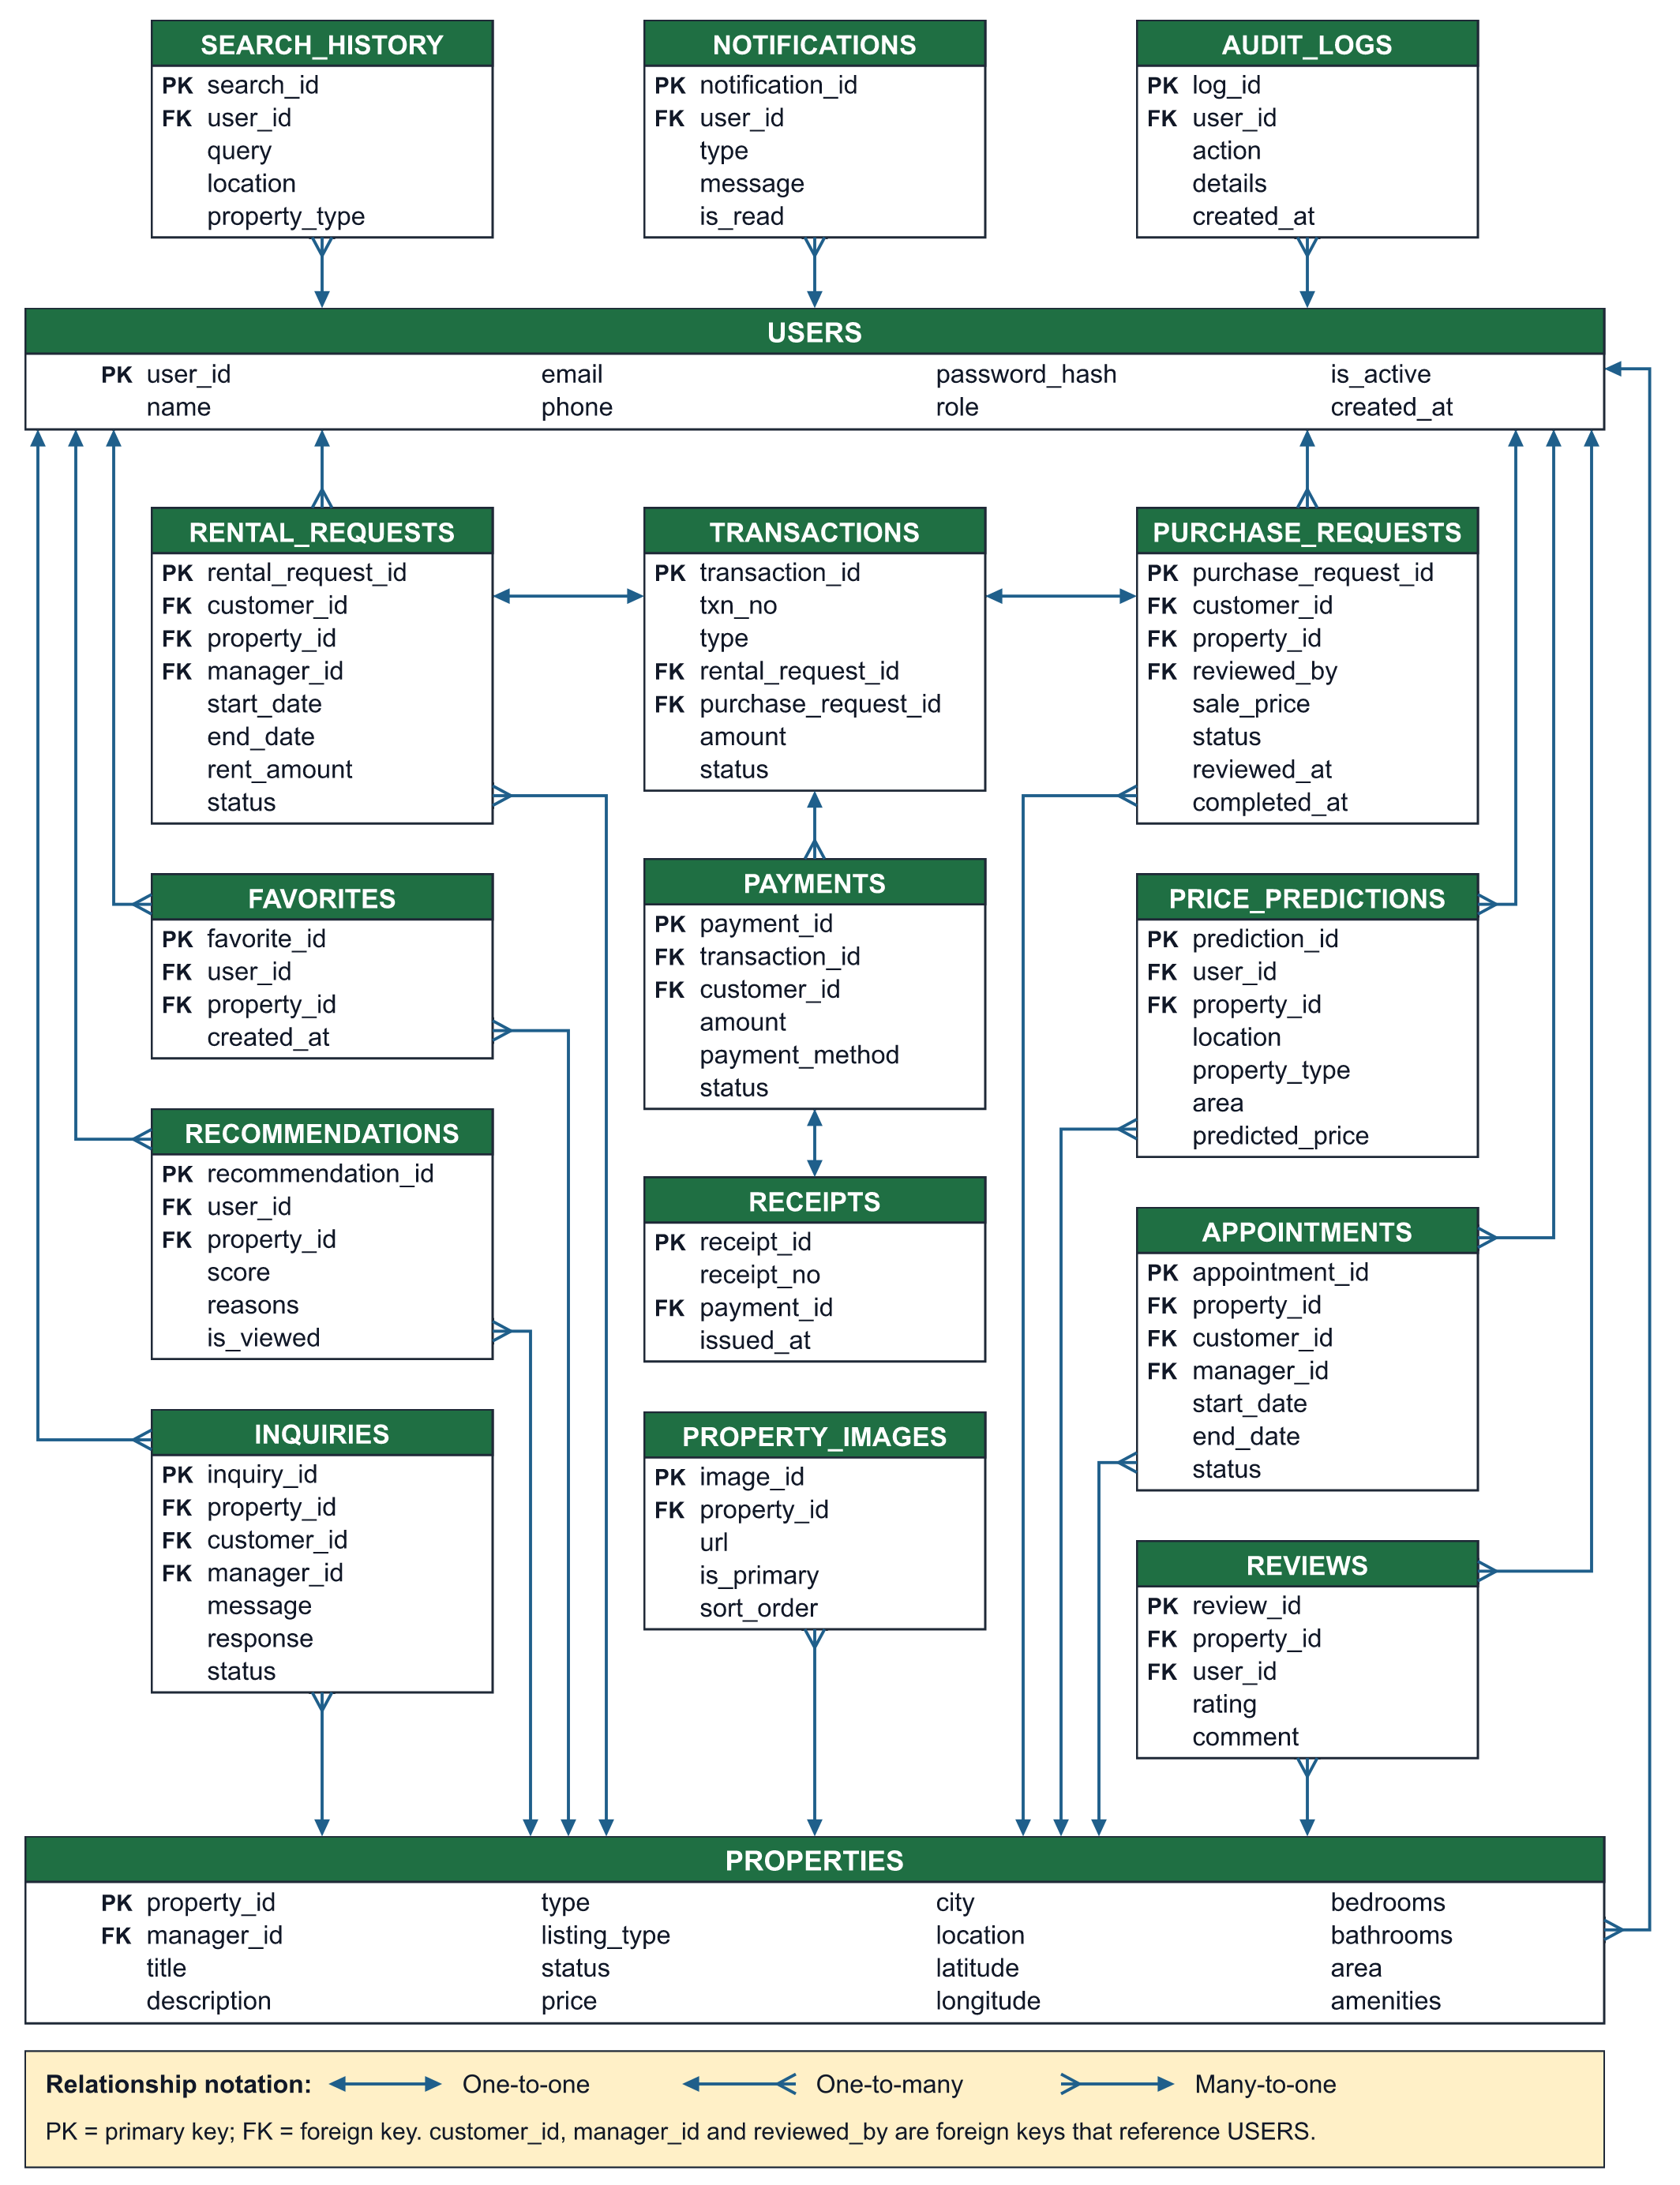 SEARCH_HISTORY
PK search_id
FK user_id
query
location
property_type
NOTIFICATIONS
PK notification_id
FK user_id
type
message
is_read
AUDIT_LOGS
PK log_id
FK user_id
action
details
created_at
USERS
PK user_id email password_hash is_active
name phone role created_at
RENTAL_REQUESTS
PK rental_request_id
FK customer_id
FK property_id
FK manager_id
start_date
end_date
rent_amount
status
TRANSACTIONS
PK transaction_id
txn_no
type
FK rental_request_id
FK purchase_request_id
amount
status
PURCHASE_REQUESTS
PK purchase_request_id
FK customer_id
FK property_id
FK reviewed_by
sale_price
status
reviewed_at
completed_at
FAVORITES
PK favorite_id
FK user_id
FK property_id
created_at
PAYMENTS
PK payment_id
FK transaction_id
FK customer_id
amount
payment_method
status
PRICE_PREDICTIONS
PK prediction_id
FK user_id
FK property_id
location
property_type
area
predicted_price
RECOMMENDATIONS
PK recommendation_id
FK user_id
FK property_id
score
reasons
is_viewed
RECEIPTS
PK receipt_id
receipt_no
FK payment_id
issued_at
APPOINTMENTS
PK appointment_id
FK property_id
FK customer_id
FK manager_id
start_date
end_date
status
INQUIRIES
PK inquiry_id
FK property_id
FK customer_id
FK manager_id
message
response
status
PROPERTY_IMAGES
PK image_id
FK property_id
url
is_primary
sort_order
REVIEWS
PK review_id
FK property_id
FK user_id
rating
comment
PROPERTIES
PK property_id type city bedrooms
FK manager_id listing_type location bathrooms
title status latitude area
description price longitude amenities
Relationship notation: One-to-one One-to-many Many-to-one
PK = primary key; FK = foreign key. customer_id, manager_id and reviewed_by are foreign keys that reference USERS.